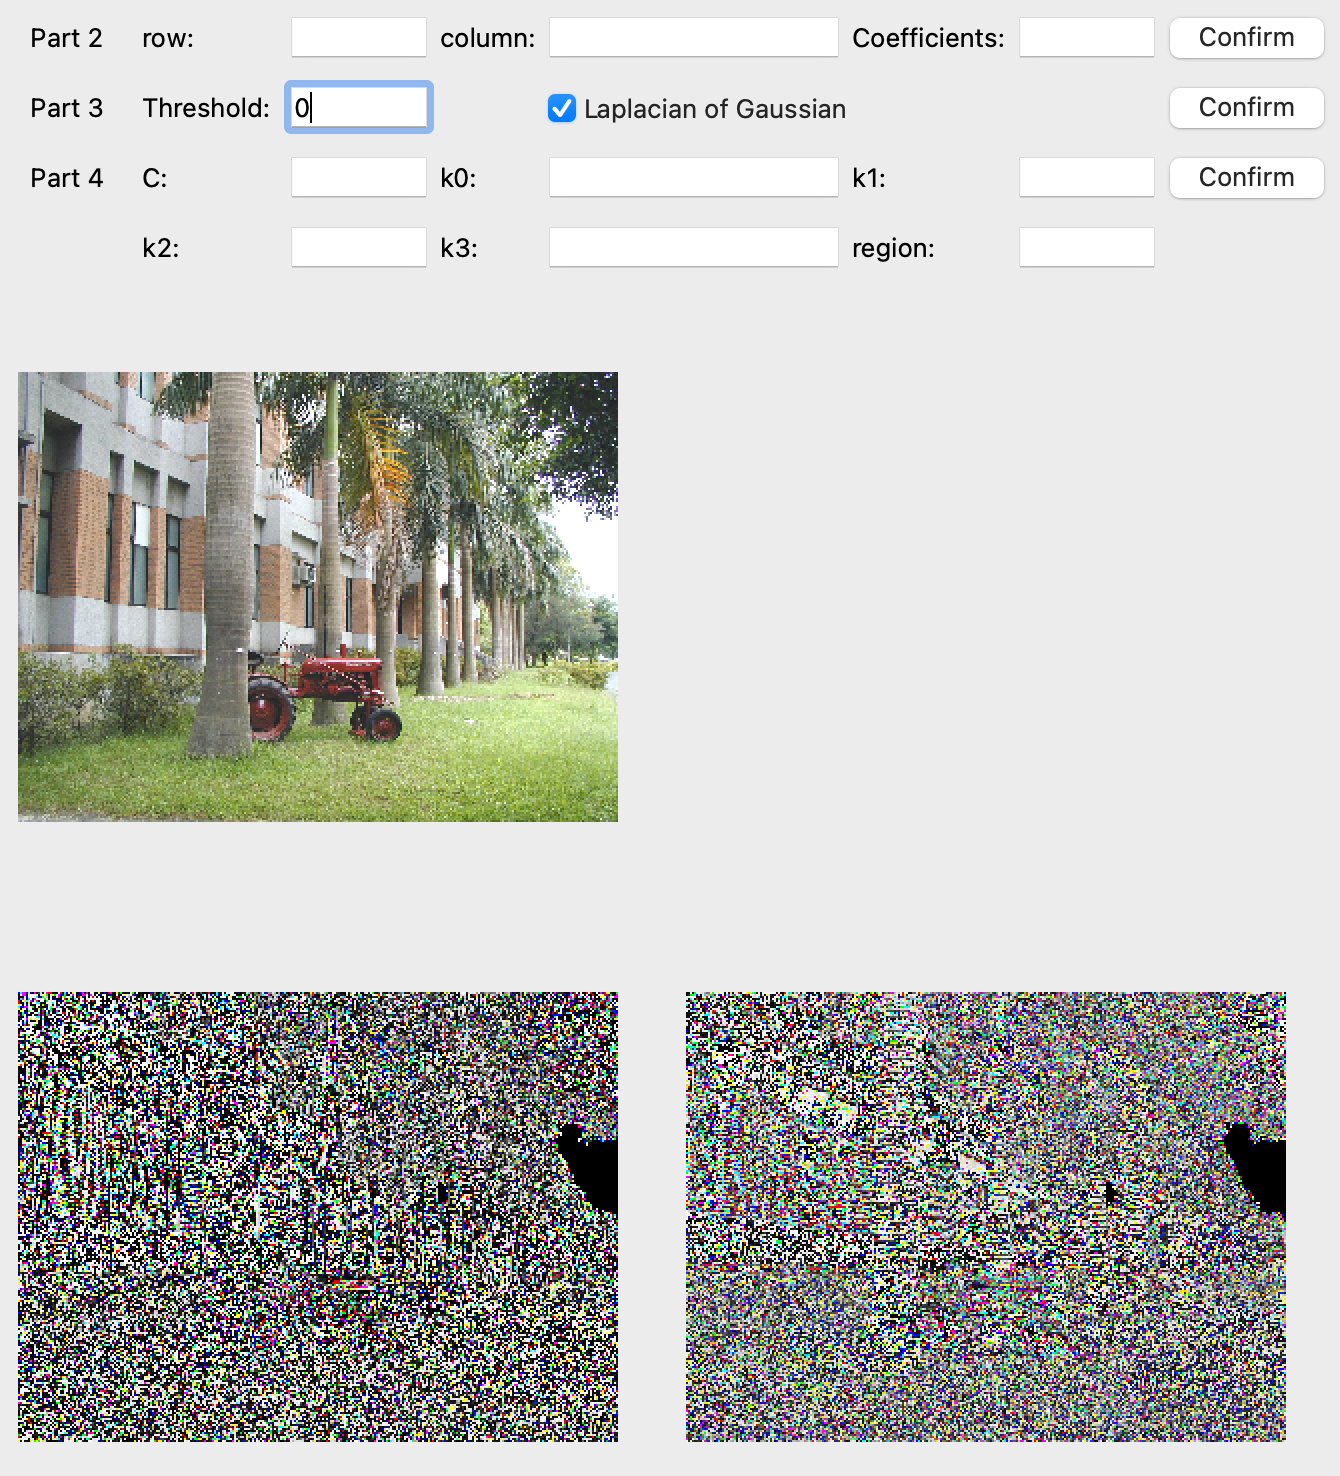 Part 2 row: column: Coefficients: Confirm
Part 3 Threshold: 0 Laplacian of Gaussian Confirm
Part 4 C: k0: k1: Confirm
k2: k3: region: